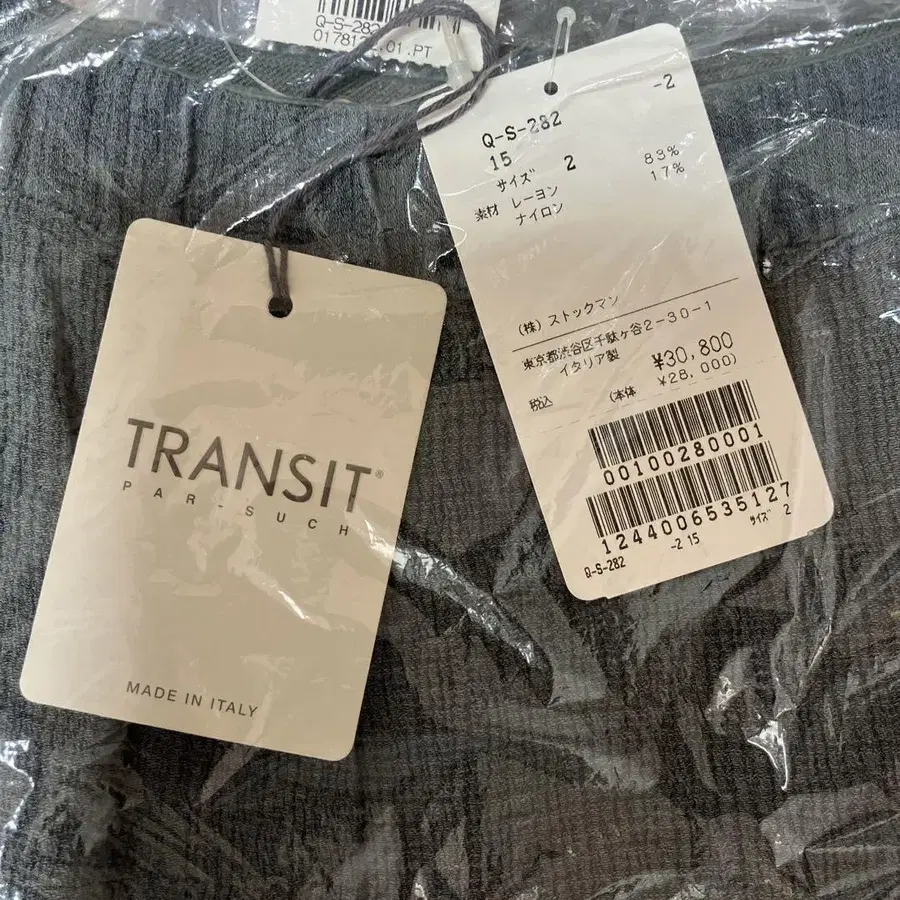 Q-S-282
01781
.01.PT
Q-S-282
-2
15
サイズ 2
素材 レーヨン 83%
ナイロン 17%
(株) ストックマン
東京都渋谷区千駄ヶ谷2-30-1
イタリア製
¥30,800
税込 (本体 ¥28,000)
00100280001
1244006535127
Q-S-282 -2 15 サイズ 2
TRANSIT®
PAR-SUCH
MADE IN ITALY